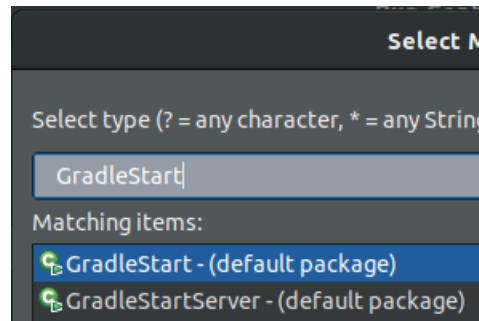 Select M
Select type (? = any character, * = any String
GradleStart
Matching items:
GradleStart - (default package)
GradleStartServer - (default package)